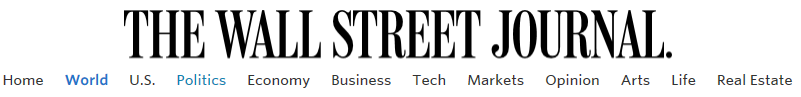 THE WALL STREET JOURNAL.
Home World U.S. Politics Economy Business Tech Markets Opinion Arts Life Real Estate